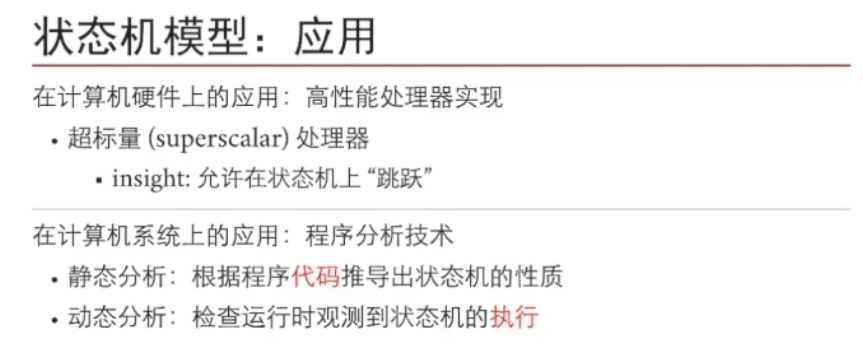 状态机模型：应用
在计算机硬件上的应用：高性能处理器实现
• 超标量 (superscalar) 处理器
▪ insight: 允许在状态机上 “跳跃”
在计算机系统上的应用：程序分析技术
• 静态分析：根据程序代码推导出状态机的性质
• 动态分析：检查运行时观测到状态机的执行